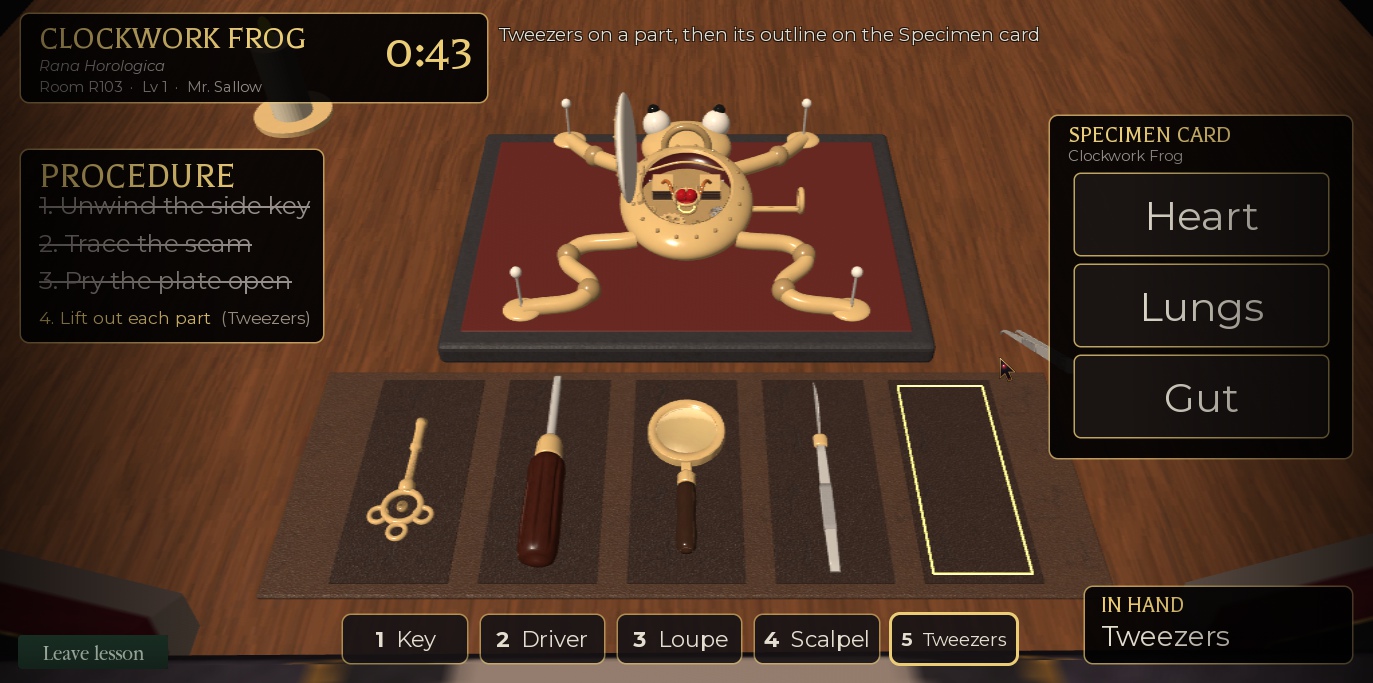 CLOCKWORK FROG
Rana Horologica
Room R103 · Lv 1 · Mr. Sallow
0:43
Tweezers on a part, then its outline on the Specimen card
PROCEDURE
1. Unwind the side key
2. Trace the seam
3. Pry the plate open
4. Lift out each part (Tweezers)
SPECIMEN CARD
Clockwork Frog
Heart
Lungs
Gut
Leave lesson
1 Key
2 Driver
3 Loupe
4 Scalpel
5 Tweezers
IN HAND
Tweezers